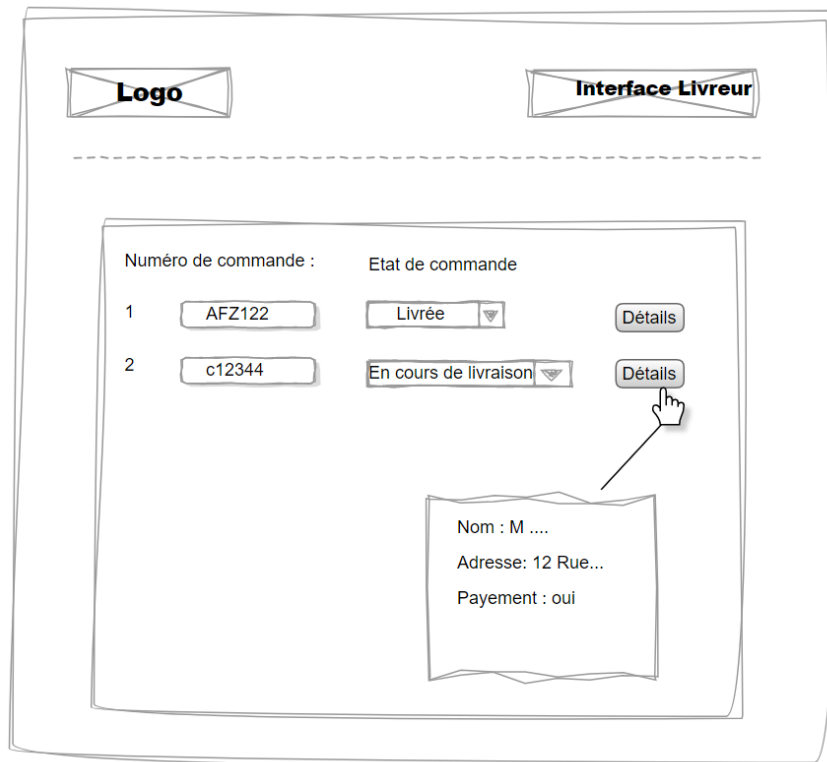 Logo
Interface Livreur
Numéro de commande :
Etat de commande
1
AFZ122
Livrée
Détails
2
c12344
En cours de livraison
Détails
Nom : M ....
Adresse: 12 Rue...
Payement : oui